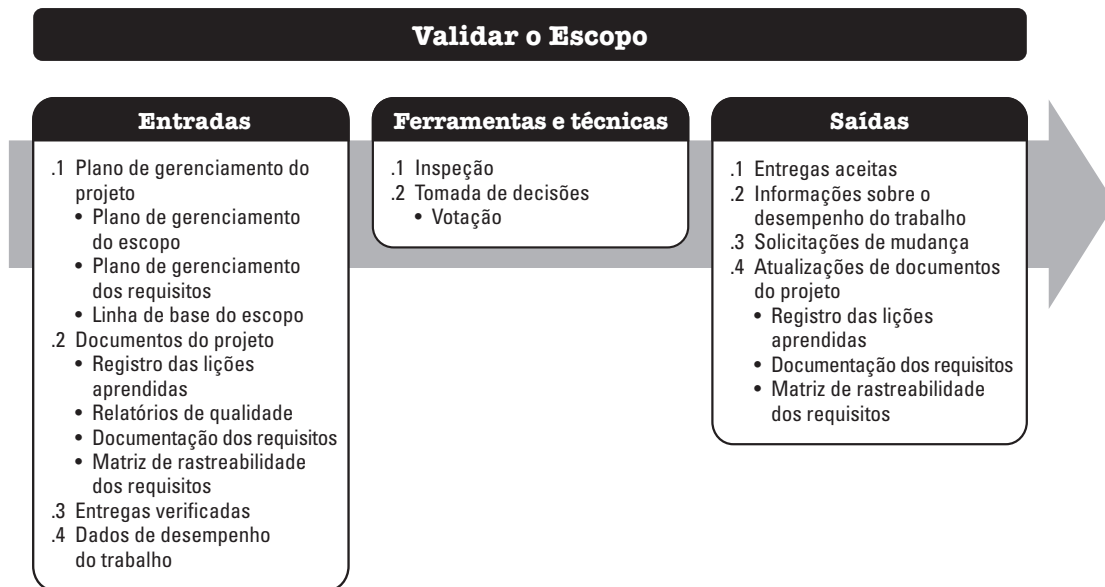 Validar o Escopo
Entradas
.1 Plano de gerenciamento do
projeto
• Plano de gerenciamento
do escopo
• Plano de gerenciamento
dos requisitos
• Linha de base do escopo
.2 Documentos do projeto
• Registro das lições
aprendidas
• Relatórios de qualidade
• Documentação dos requisitos
• Matriz de rastreabilidade
dos requisitos
.3 Entregas verificadas
.4 Dados de desempenho
do trabalho
Ferramentas e técnicas
.1 Inspeção
.2 Tomada de decisões
• Votação
Saídas
.1 Entregas aceitas
.2 Informações sobre o
desempenho do trabalho
.3 Solicitações de mudança
.4 Atualizações de documentos
do projeto
• Registro das lições
aprendidas
• Documentação dos requisitos
• Matriz de rastreabilidade
dos requisitos